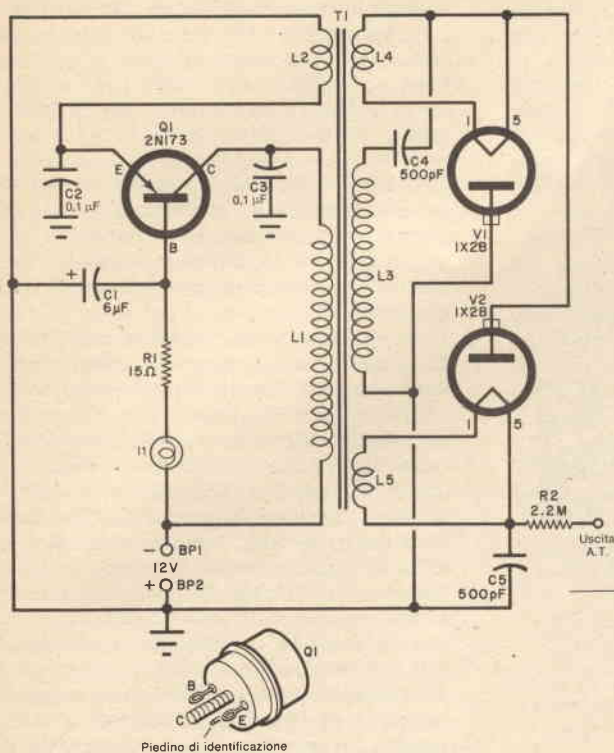 T1
L2
L4
Q1
2N173
1
5
E
C
C2
0,1 µF
C3
0,1 µF
C4
500pF
B
V1
1X2B
+
C1
6µF
L3
V2
1X2B
R1
15Ω
L1
I1
1
5
L5
R2
2.2M
Uscita
A.T.
- BP1
12V
+ BP2
C5
500pF
Q1
B
C
E
Piedino di identificazione